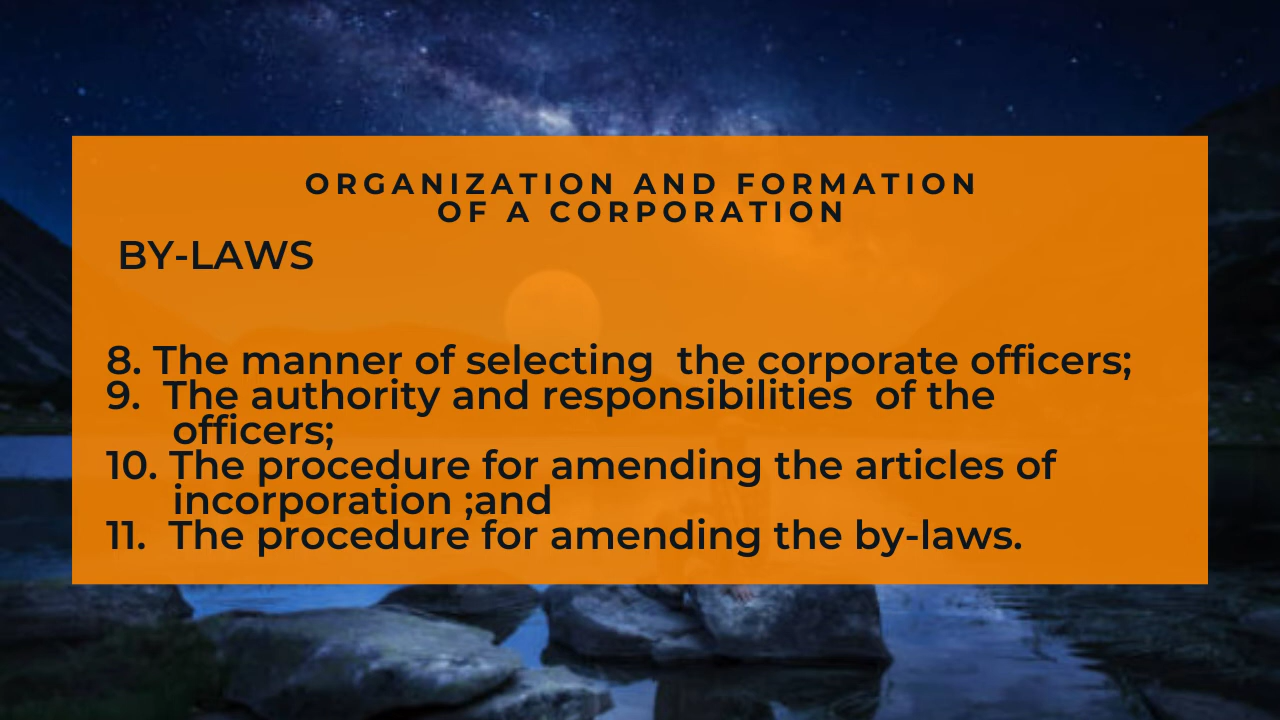 ORGANIZATION AND FORMATION
OF A CORPORATION
BY-LAWS
8. The manner of selecting  the corporate officers;
9.  The authority and responsibilities  of the
officers;
10. The procedure for amending the articles of
incorporation ;and
11.  The procedure for amending the by-laws.